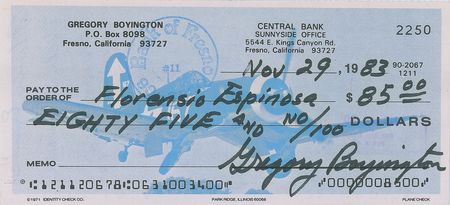 GREGORY BOYINGTON
P.O. Box 8098
Fresno, California 93727
CENTRAL BANK
SUNNYSIDE OFFICE
5544 E. Kings Canyon Rd.
Fresno, California 93727
2250
Nov 29, 1983
90-2067
1211
PAY TO THE
ORDER OF Florensio Espinosa $ 85.00
EIGHTY FIVE AND NO/100 DOLLARS
#11
MEMO Gregory Boyington
⑆121120678⑆0631003400⑈ ⑈0000008500⑈
©1971 IDENTITY CHECK CO. PARK RIDGE, ILLINOIS 60068 PLANE CHECK